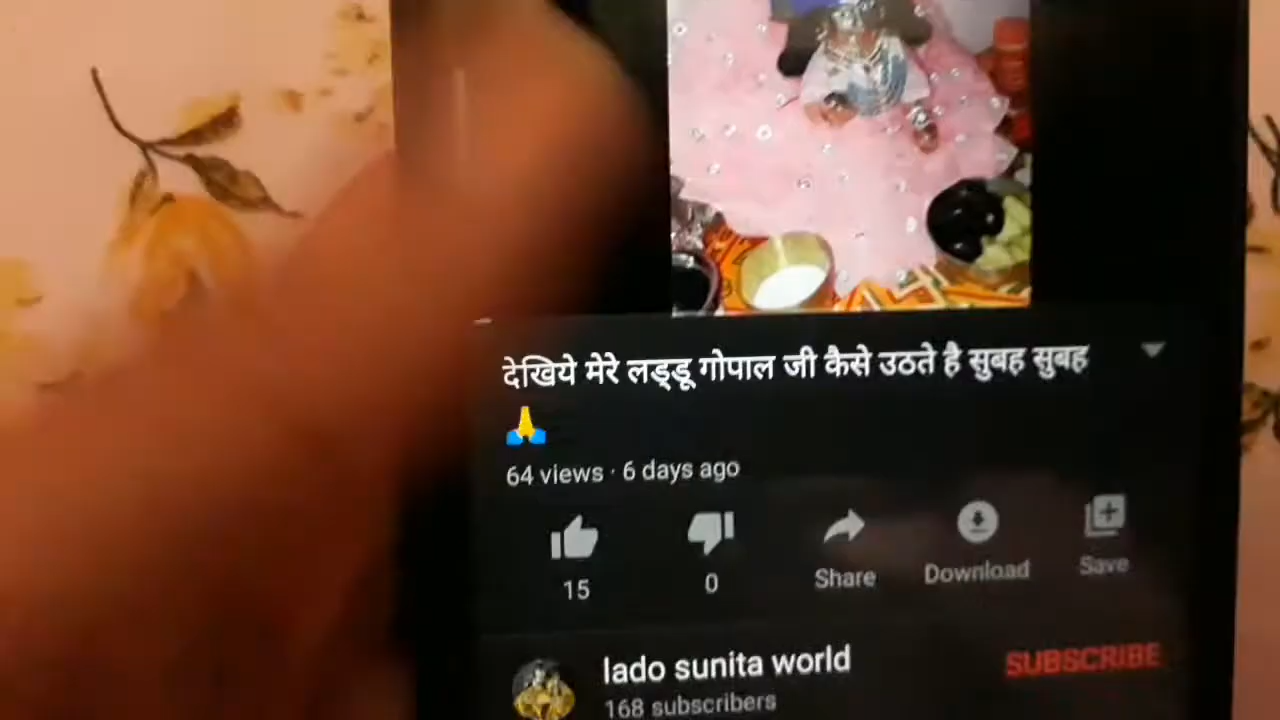 देखिये मेरे लड्डू गोपाल जी कैसे उठते है सुबह सुबह
🙏
64 views · 6 days ago
15
0
Share
Download
Save
lado sunita world
SUBSCRIBE
168 subscribers